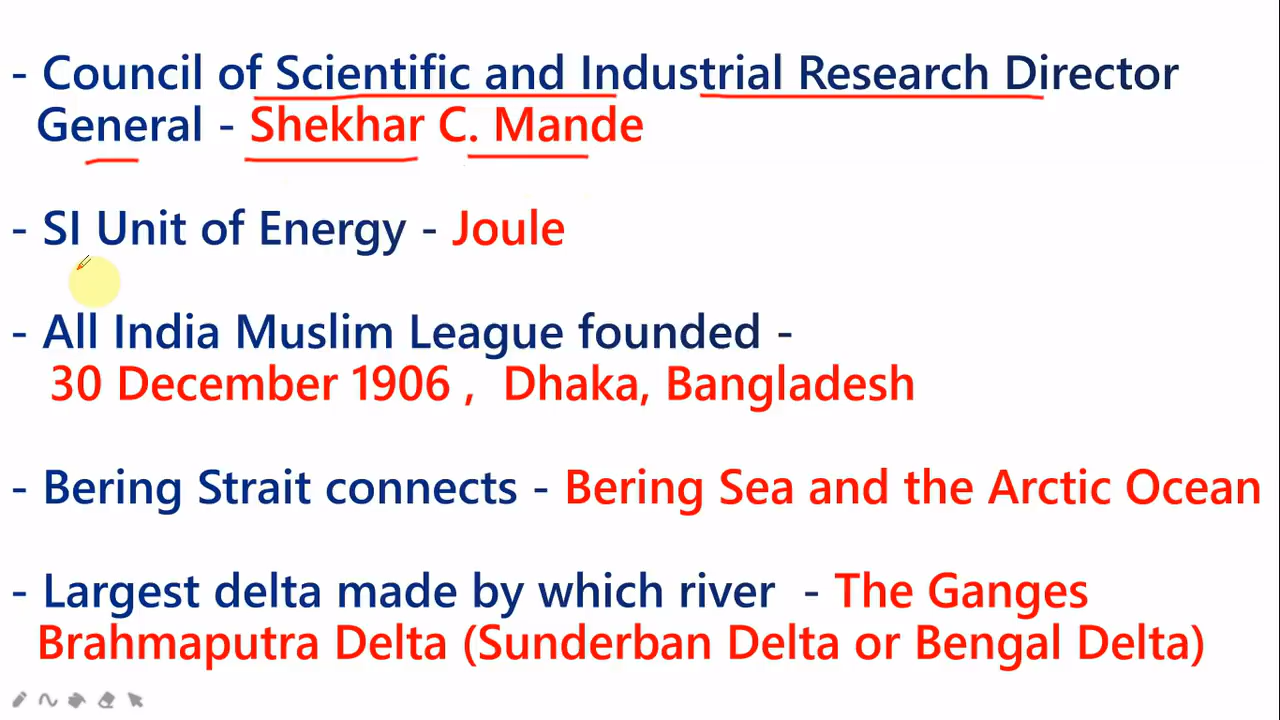 - Council of Scientific and Industrial Research Director
General - Shekhar C. Mande
- SI Unit of Energy - Joule
- All India Muslim League founded -
30 December 1906 , Dhaka, Bangladesh
- Bering Strait connects - Bering Sea and the Arctic Ocean
- Largest delta made by which river - The Ganges
Brahmaputra Delta (Sunderban Delta or Bengal Delta)